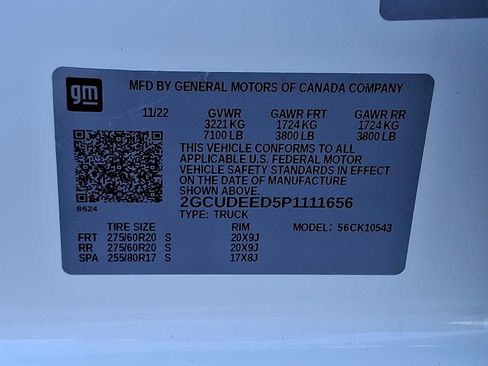 gm
MFD BY GENERAL MOTORS OF CANADA COMPANY
11/22 GVWR GAWR FRT GAWR RR
3221 KG 1724 KG 1724 KG
7100 LB 3800 LB 3800 LB
THIS VEHICLE CONFORMS TO ALL
APPLICABLE U.S. FEDERAL MOTOR
VEHICLE SAFETY STANDARDS IN EFFECT
ON THE DATE OF MANUFACTURE
SHOWN ABOVE.
8624
2GCUDEED5P1111656
TYPE: TRUCK
TIRE SIZE RIM MODEL: 56CK10543
FRT 275/60R20 S 20X9J
RR 275/60R20 S 20X9J
SPA 255/80R17 S 17X8J